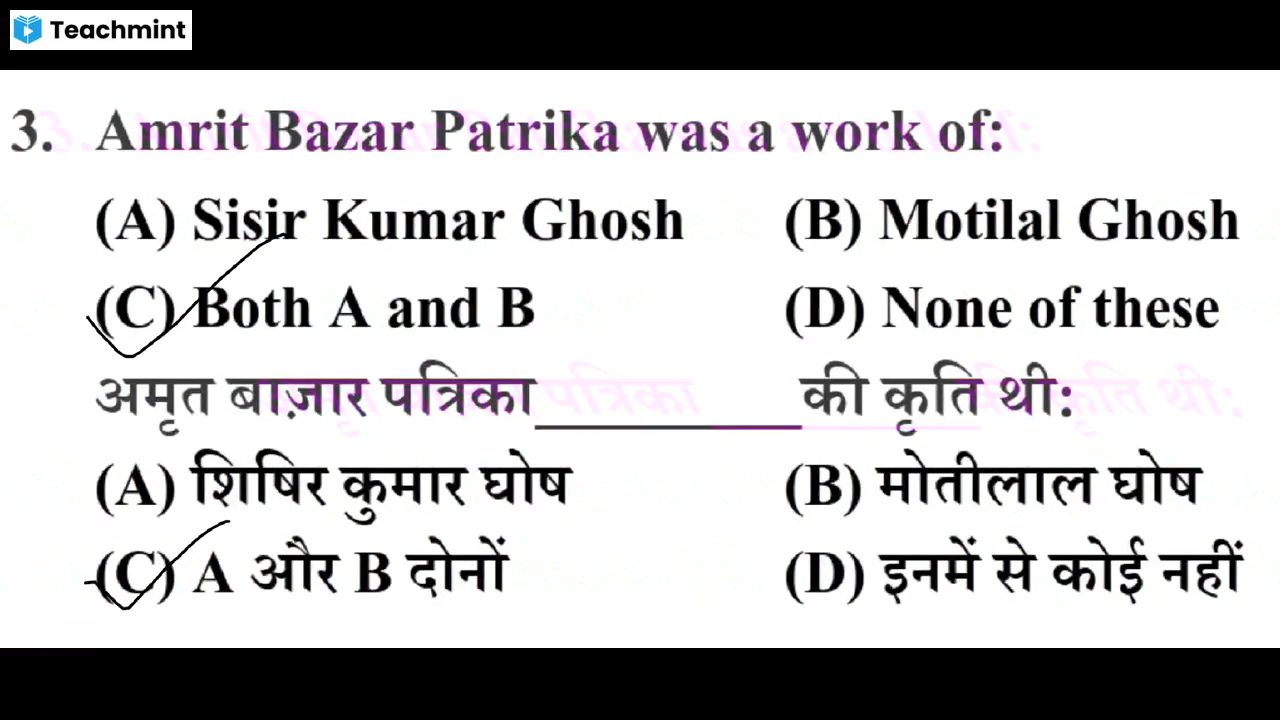 Teachmint
3. Amrit Bazar Patrika was a work of:
(A) Sisir Kumar Ghosh (B) Motilal Ghosh
(C) Both A and B (D) None of these
अमृत बाज़ार पत्रिका__________की कृति थी:
(A) शिषिर कुमार घोष (B) मोतीलाल घोष
(C) A और B दोनों (D) इनमें से कोई नहीं